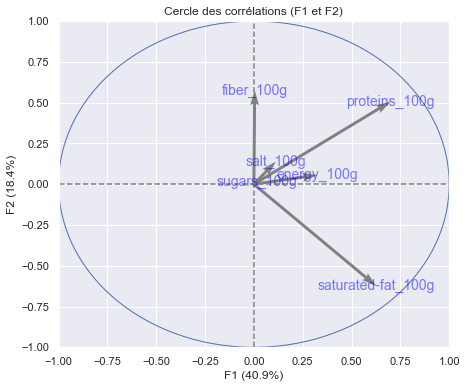 Cercle des corrélations (F1 et F2)
1.00
0.75
fiber_100g
0.50
proteins_100g
0.25
salt_100g
energy_100g
sugars_100g
0.00
−0.25
−0.50
saturated-fat_100g
−0.75
−1.00
F2 (18.4%)
−1.00 −0.75 −0.50 −0.25 0.00 0.25 0.50 0.75 1.00
F1 (40.9%)